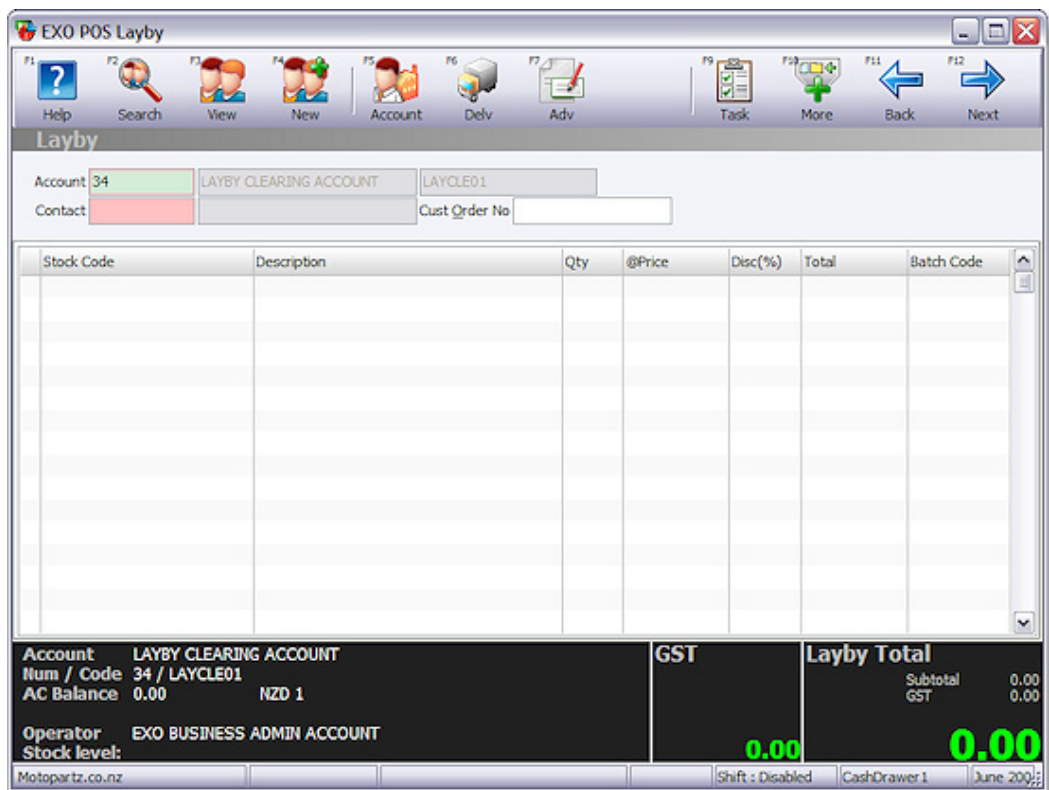 EXO POS Layby
F1 F2 F3 F4 F5 F6 F7 F9 F10 F11 F12
Help Search View New Account Delv Adv Task More Back Next
Layby
Account 34 LAYBY CLEARING ACCOUNT LAYCLE01
Contact Cust Order No
Stock Code Description Qty @Price Disc(%) Total Batch Code
Account LAYBY CLEARING ACCOUNT GST Layby Total
Num / Code 34 / LAYCLE01 Subtotal 0.00
AC Balance 0.00 NZD 1 GST 0.00
Operator EXO BUSINESS ADMIN ACCOUNT
Stock level: 0.00 0.00
Motopartz.co.nz Shift : Disabled CashDrawer1 June